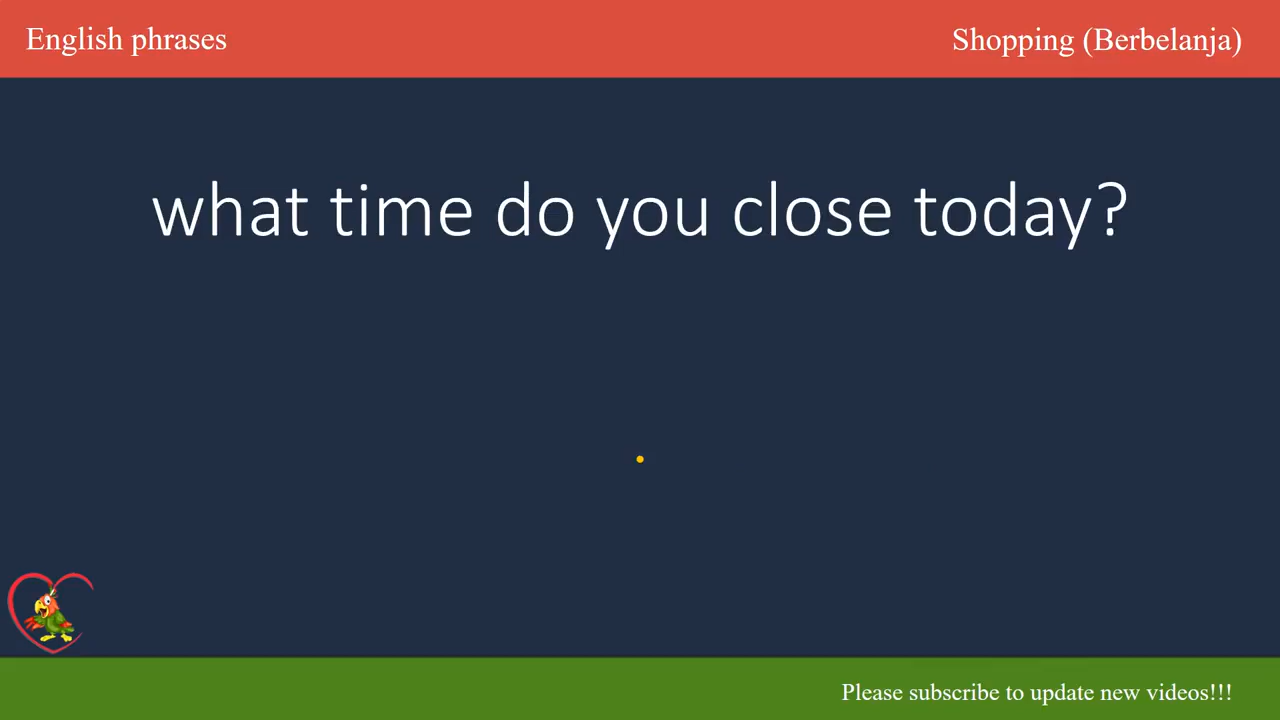 English phrases
Shopping (Berbelanja)
what time do you close today?
Please subscribe to update new videos!!!